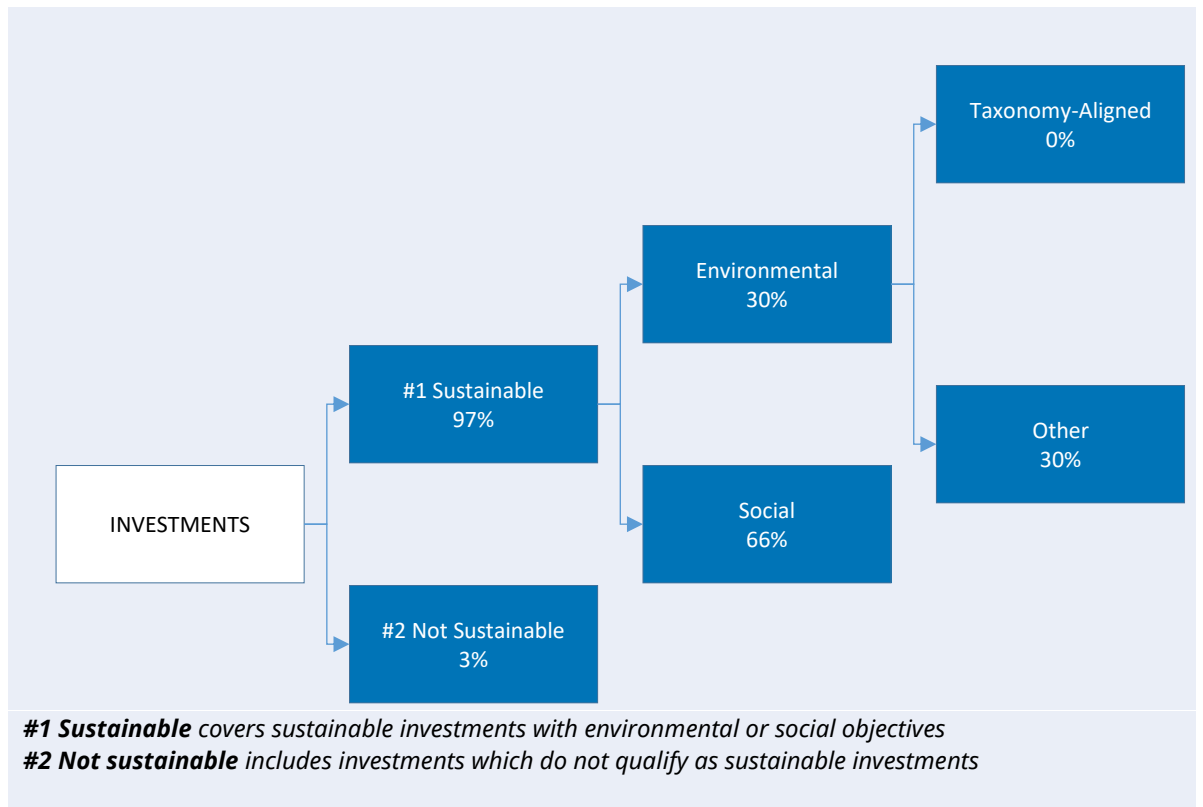 Taxonomy-Aligned
0%
Environmental
30%
#1 Sustainable
97%
Other
30%
INVESTMENTS
Social
66%
#2 Not Sustainable
3%
#1 Sustainable covers sustainable investments with environmental or social objectives
#2 Not sustainable includes investments which do not qualify as sustainable investments